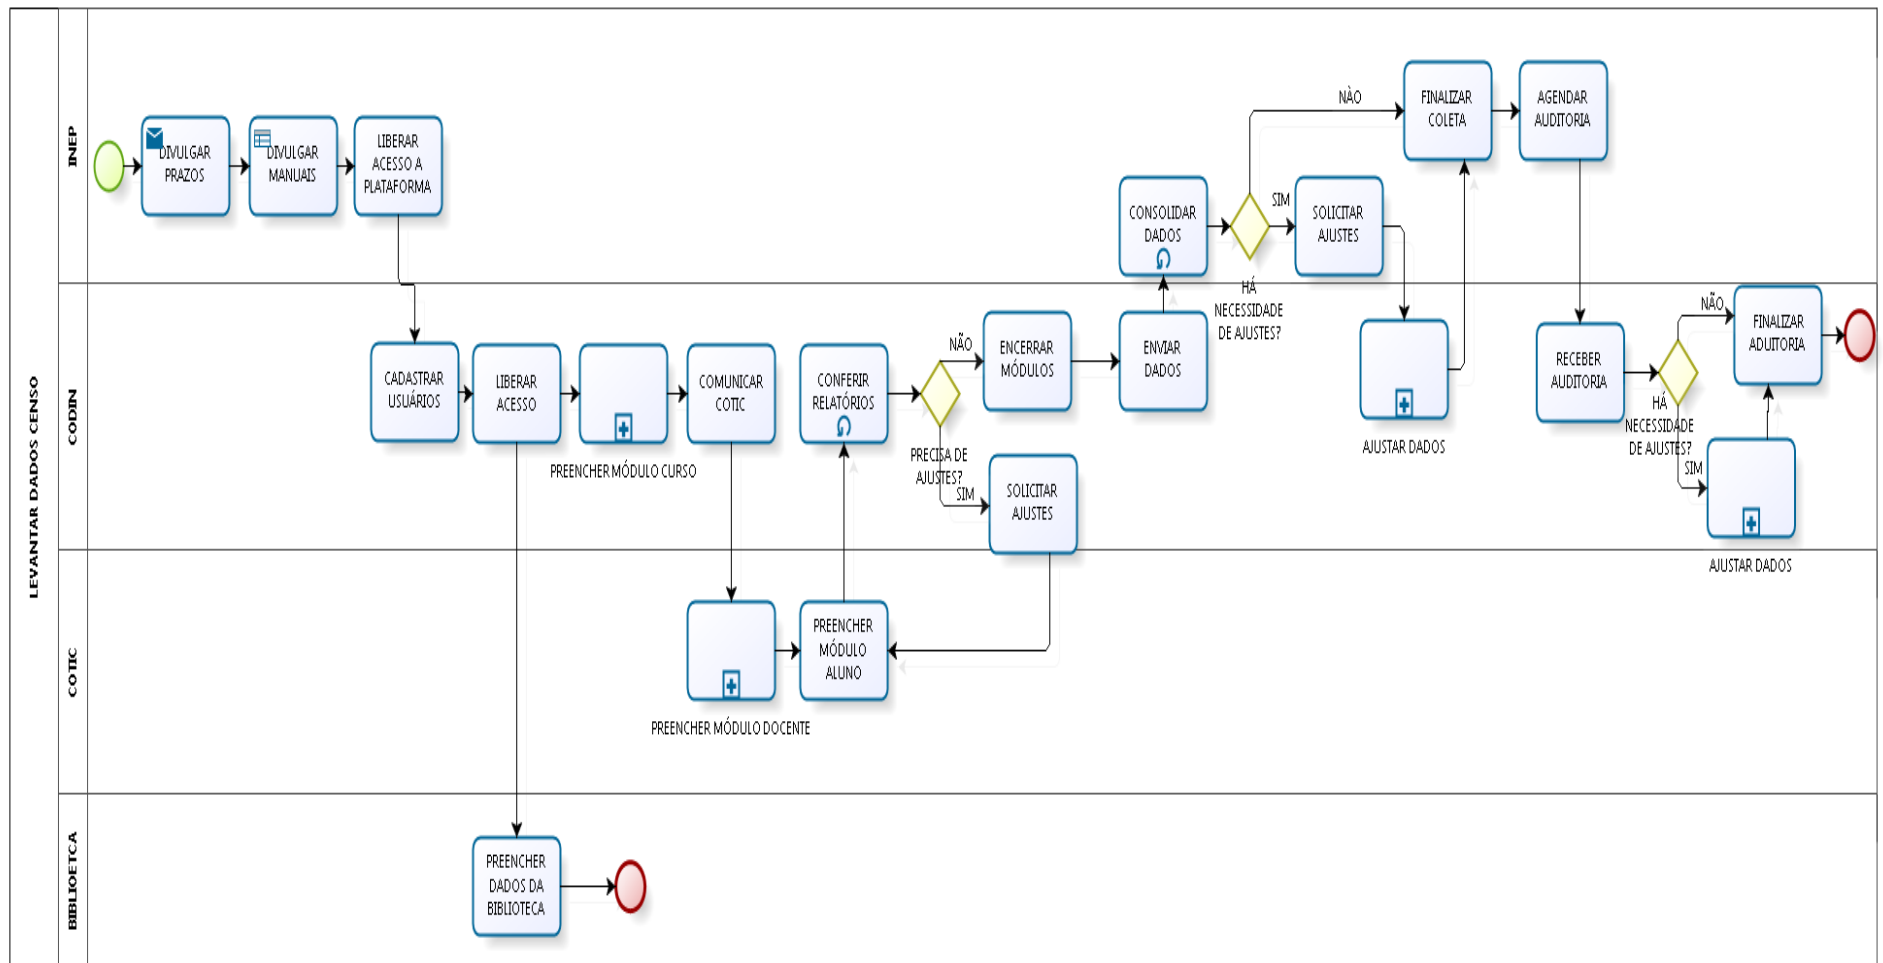 LEVANTAR DADOS CENSO
INEP
DIVULGAR
PRAZOS
DIVULGAR
MANUAIS
LIBERAR
ACESSO A
PLATAFORMA
CONSOLIDAR
DADOS
HÁ
NECESSIDADE
DE AJUSTES?
NÀO
SIM
SOLICITAR
AJUSTES
FINALIZAR
COLETA
AGENDAR
AUDITORIA
CODIN
CADASTRAR
USUÁRIOS
LIBERAR
ACESSO
PREENCHER MÓDULO CURSO
COMUNICAR
COTIC
CONFERIR
RELATÓRIOS
PRECISA DE
AJUSTES?
NÃO
SIM
ENCERRAR
MÓDULOS
SOLICITAR
AJUSTES
ENVIAR
DADOS
AJUSTAR DADOS
RECEBER
AUDITORIA
HÁ
NECESSIDADE
DE AJUSTES?
NÃO
SIM
FINALIZAR
ADUITORIA
AJUSTAR DADOS
COTIC
PREENCHER MÓDULO DOCENTE
PREENCHER
MÓDULO
ALUNO
BIBLIOETCA
PREENCHER
DADOS DA
BIBLIOTECA